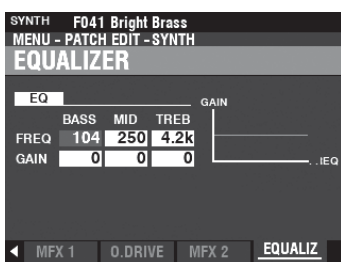 SYNTH F041 Bright Brass
MENU - PATCH EDIT - SYNTH
EQUALIZER
EQ
GAIN
BASS MID TREB
FREQ 104 250 4.2k
GAIN 0 0 0
. . IEQ
◀ MFX 1 O.DRIVE MFX 2 EQUALIZ